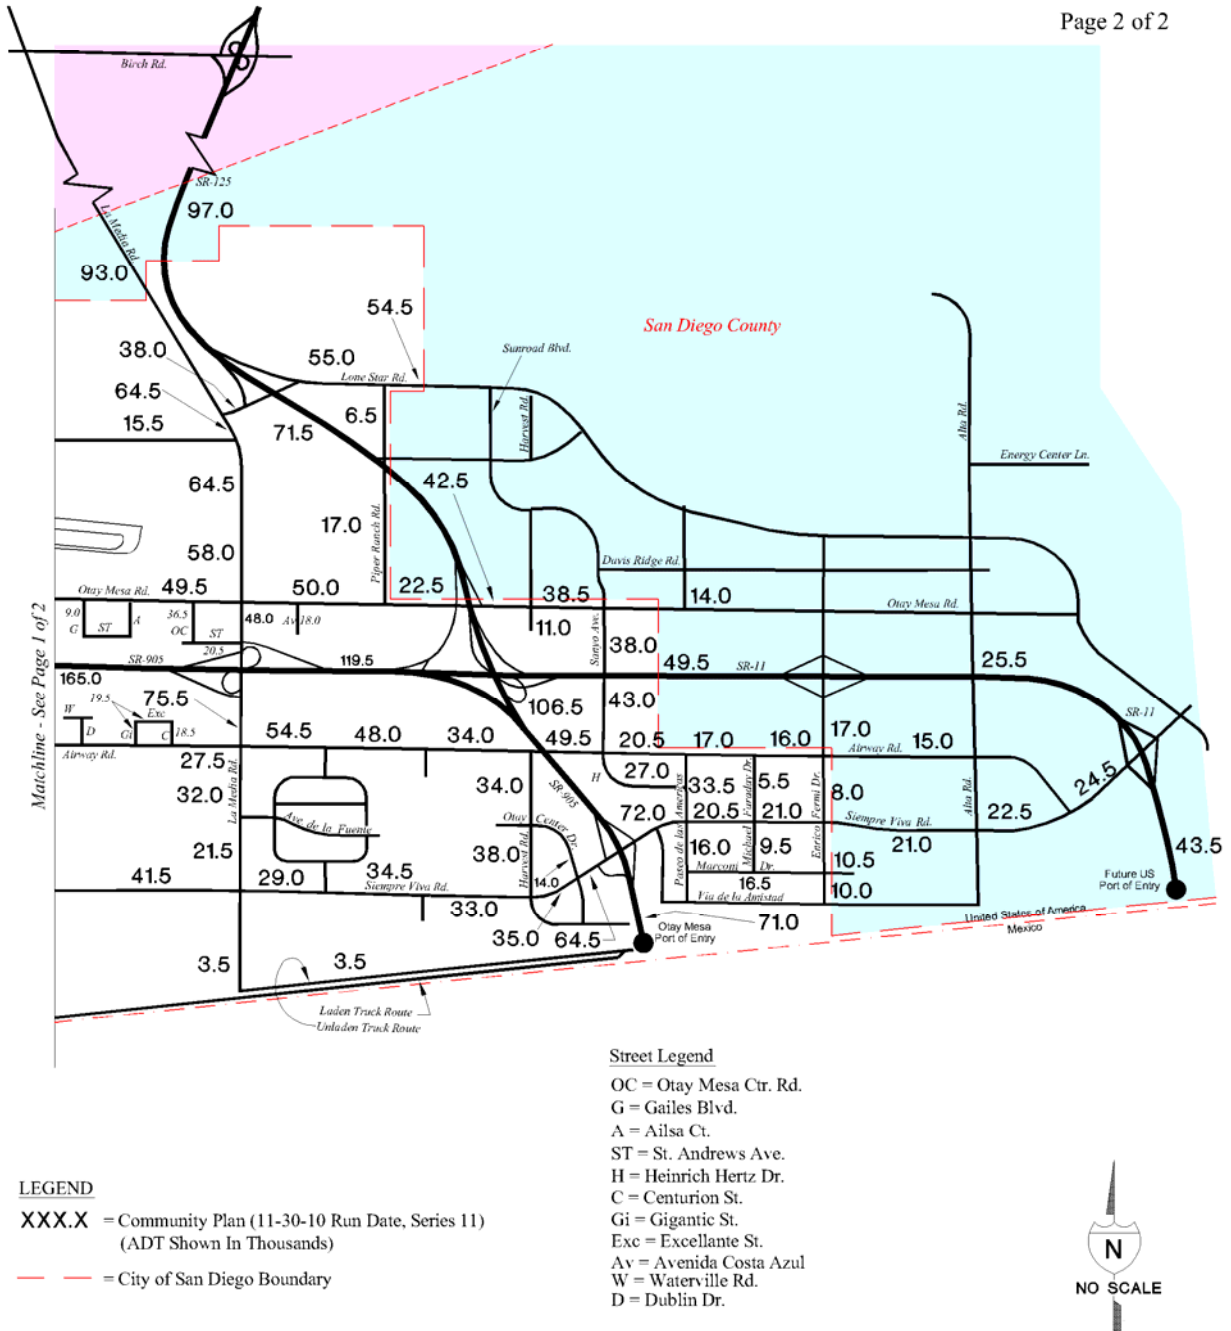 Page 2 of 2
Birch Rd.
SR-125
97.0
La Media Rd.
93.0
54.5
San Diego County
38.0
55.0
Sunroad Blvd.
Lone Star Rd.
64.5
6.5
Harvest Rd.
Alta Rd.
15.5
71.5
Energy Center Ln.
64.5
42.5
17.0
Piper Ranch Rd.
58.0
Davis Ridge Rd.
Otay Mesa Rd.
49.5
50.0
22.5
38.5
14.0
Otay Mesa Rd.
9.0
G
ST
A
36.5
OC
ST
48.0
Av 18.0
11.0
Sanyo Ave.
38.0
20.5
SR-905
119.5
49.5
SR-11
25.5
165.0
75.5
106.5
43.0
19.5
Exc
W
D
Gi
C
18.5
SR-11
54.5
48.0
34.0
49.5
20.5
17.0
16.0
17.0
15.0
Airway Rd.
Airway Rd.
27.5
La Media Rd.
32.0
34.0
H
SR-905
27.0
33.5
5.5
8.0
Alta Rd.
24.5
Paseo de las Americas
Michael Faraday Dr.
Enrico Fermi Dr.
72.0
20.5
21.0
Siempre Viva Rd.
22.5
Ave de la Fuente
Otay Center Dr.
21.5
38.0
Harvest Rd.
16.0
9.5
21.0
43.5
Marconi Dr.
10.5
41.5
29.0
34.5
Siempre Viva Rd.
14.0
16.5
10.0
Via de la Amistad
Future US
Port of Entry
33.0
35.0
64.5
71.0
Otay Mesa
Port of Entry
United States of America
Mexico
3.5
3.5
Laden Truck Route
Unladen Truck Route
Matchline - See Page 1 of 2
Street Legend
OC = Otay Mesa Ctr. Rd.
G = Gailes Blvd.
A = Ailsa Ct.
ST = St. Andrews Ave.
H = Heinrich Hertz Dr.
C = Centurion St.
Gi = Gigantic St.
Exc = Excellante St.
Av = Avenida Costa Azul
W = Waterville Rd.
D = Dublin Dr.
LEGEND
XXX.X = Community Plan (11-30-10 Run Date, Series 11)
(ADT Shown In Thousands)
= City of San Diego Boundary
N
NO SCALE